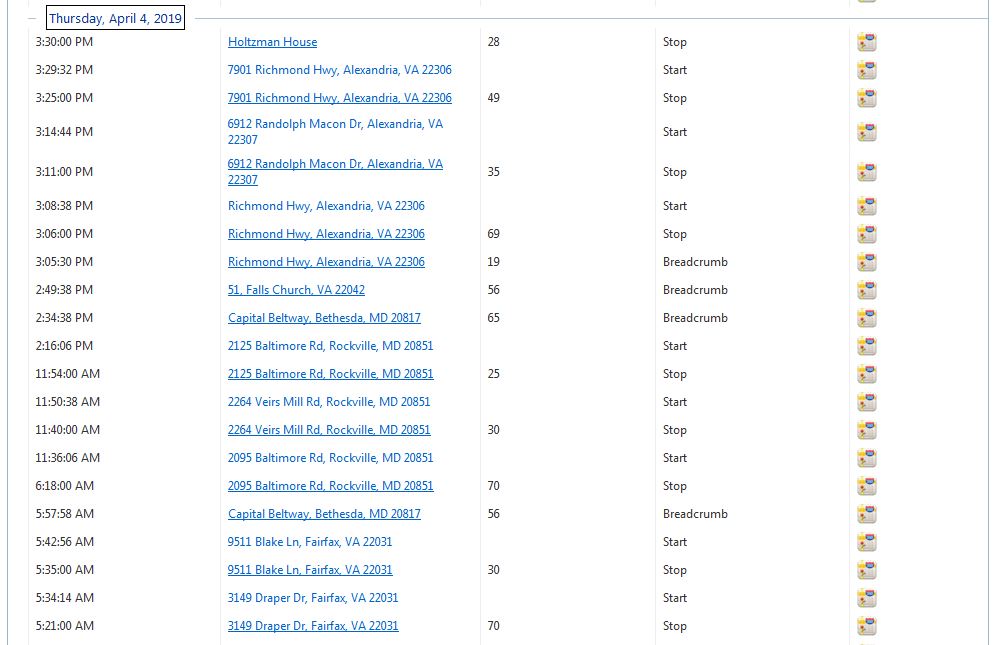 Thursday, April 4, 2019
3:30:00 PM Holtzman House 28 Stop
3:29:32 PM 7901 Richmond Hwy, Alexandria, VA 22306 Start
3:25:00 PM 7901 Richmond Hwy, Alexandria, VA 22306 49 Stop
3:14:44 PM 6912 Randolph Macon Dr, Alexandria, VA Start
22307
3:11:00 PM 6912 Randolph Macon Dr, Alexandria, VA 35 Stop
22307
3:08:38 PM Richmond Hwy, Alexandria, VA 22306 Start
3:06:00 PM Richmond Hwy, Alexandria, VA 22306 69 Stop
3:05:30 PM Richmond Hwy, Alexandria, VA 22306 19 Breadcrumb
2:49:38 PM 51, Falls Church, VA 22042 56 Breadcrumb
2:34:38 PM Capital Beltway, Bethesda, MD 20817 65 Breadcrumb
2:16:06 PM 2125 Baltimore Rd, Rockville, MD 20851 Start
11:54:00 AM 2125 Baltimore Rd, Rockville, MD 20851 25 Stop
11:50:38 AM 2264 Veirs Mill Rd, Rockville, MD 20851 Start
11:40:00 AM 2264 Veirs Mill Rd, Rockville, MD 20851 30 Stop
11:36:06 AM 2095 Baltimore Rd, Rockville, MD 20851 Start
6:18:00 AM 2095 Baltimore Rd, Rockville, MD 20851 70 Stop
5:57:58 AM Capital Beltway, Bethesda, MD 20817 56 Breadcrumb
5:42:56 AM 9511 Blake Ln, Fairfax, VA 22031 Start
5:35:00 AM 9511 Blake Ln, Fairfax, VA 22031 30 Stop
5:34:14 AM 3149 Draper Dr, Fairfax, VA 22031 Start
5:21:00 AM 3149 Draper Dr, Fairfax, VA 22031 70 Stop